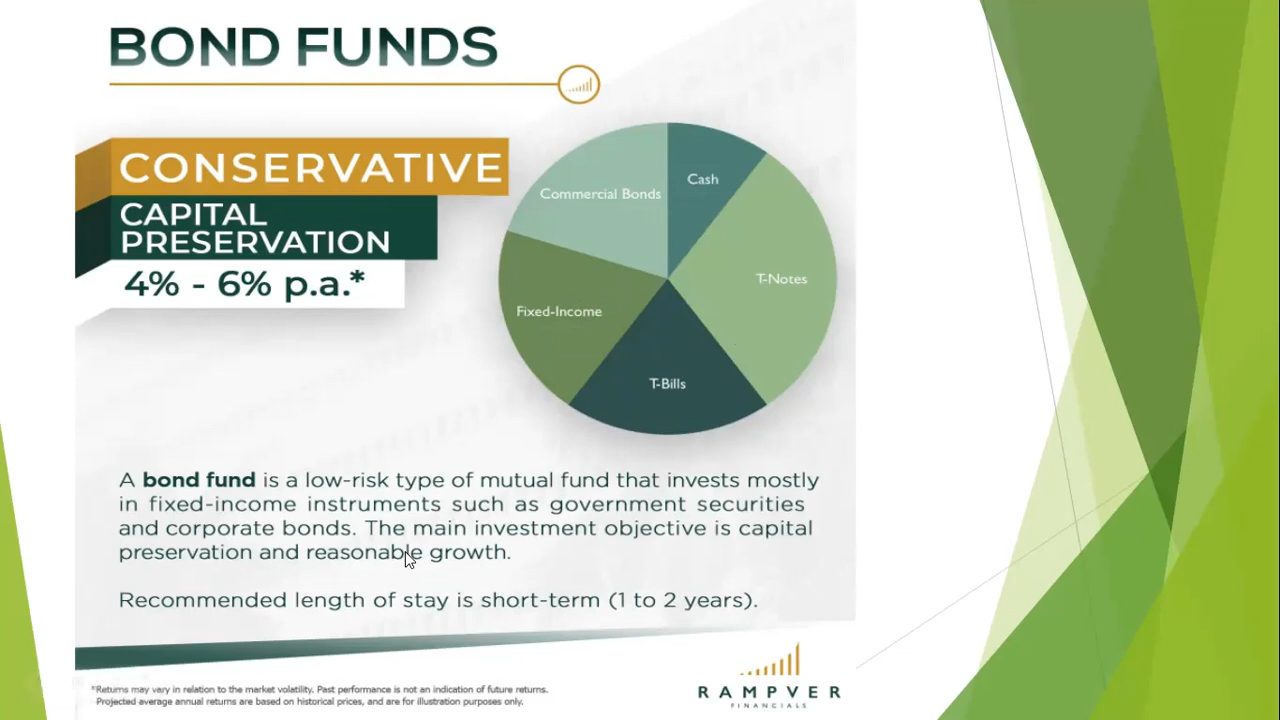 BOND FUNDS
CONSERVATIVE
CAPITAL
PRESERVATION
4% - 6% p.a.*
Commercial Bonds
Cash
T-Notes
Fixed-Income
T-Bills
A bond fund is a low-risk type of mutual fund that invests mostly
in fixed-income instruments such as government securities
and corporate bonds. The main investment objective is capital
preservation and reasonable growth.
Recommended length of stay is short-term (1 to 2 years).
*Returns may vary in relation to the market volatility. Past performance is not an indication of future returns.
Projected average annual returns are based on historical prices, and are for illustration purposes only.
RAMPVER
FINANCIALS